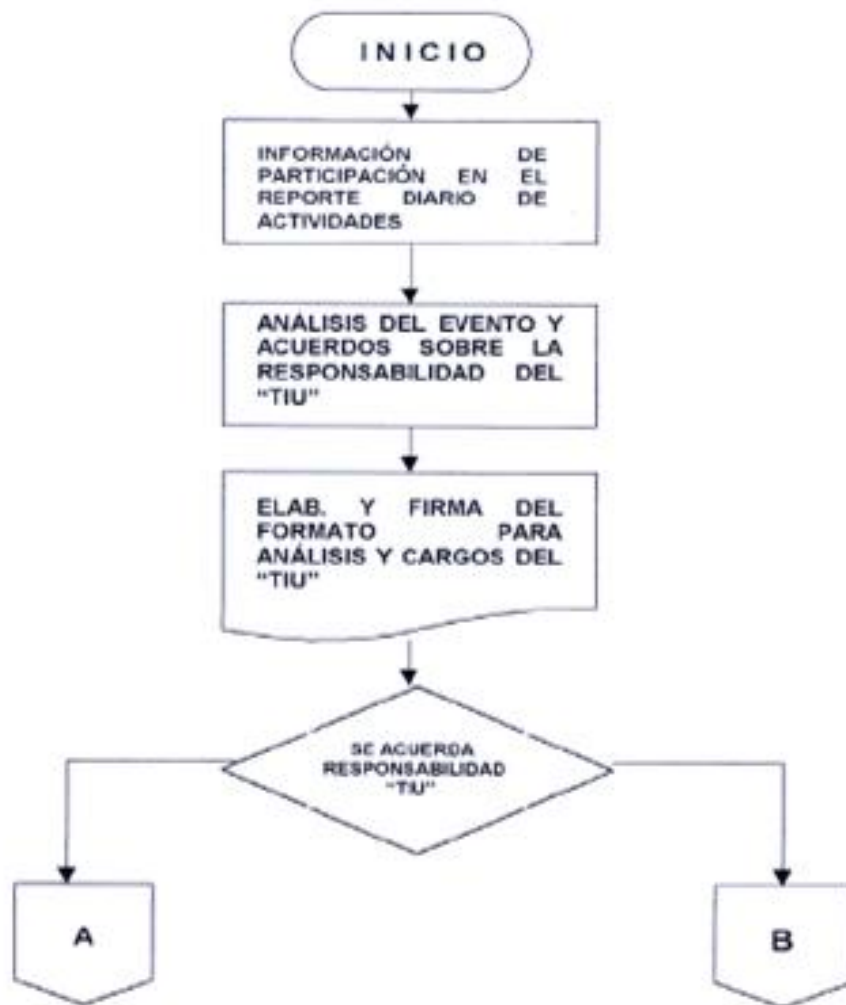 INICIO
INFORMACIÓN DE
PARTICIPACIÓN EN EL
REPORTE DIARIO DE
ACTIVIDADES
ANÁLISIS DEL EVENTO Y
ACUERDOS SOBRE LA
RESPONSABILIDAD DEL
“TIU”
ELAB. Y FIRMA DEL
FORMATO PARA
ANÁLISIS Y CARGOS DEL
“TIU”
SE ACUERDA
RESPONSABILIDAD
“TIU”
A
B